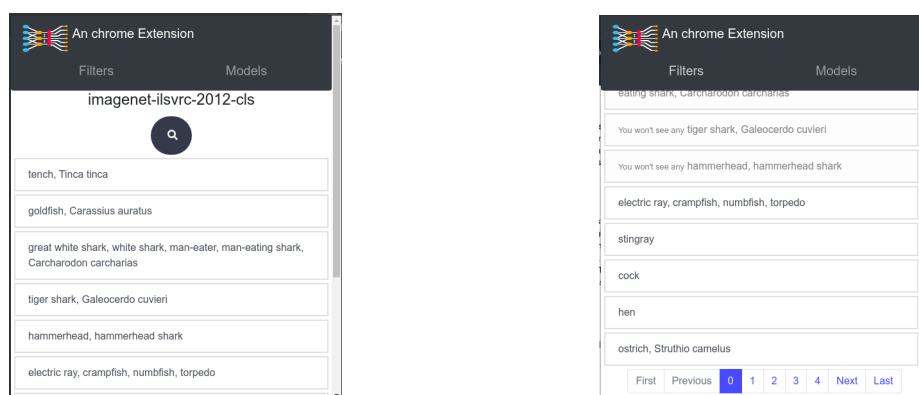 An chrome Extension
Filters Models
imagenet-ilsvrc-2012-cls
tench, Tinca tinca
goldfish, Carassius auratus
great white shark, white shark, man-eater, man-eating shark,
Carcharodon carcharias
tiger shark, Galeocerdo cuvieri
hammerhead, hammerhead shark
electric ray, crampfish, numbfish, torpedo
An chrome Extension
Filters Models
eating shark, Carcharodon carcharias
You won't see any tiger shark, Galeocerdo cuvieri
You won't see any hammerhead, hammerhead shark
electric ray, crampfish, numbfish, torpedo
stingray
cock
hen
ostrich, Struthio camelus
First Previous 0 1 2 3 4 Next Last